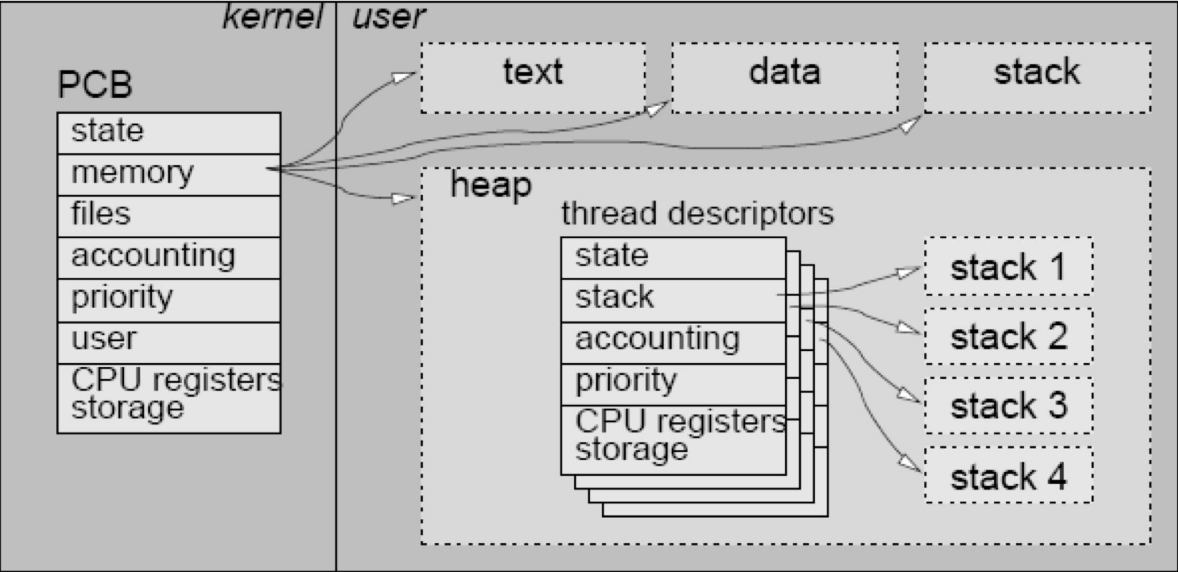 kernel user
PCB
state
memory
files
accounting
priority
user
CPU registers
storage
text
data
stack
heap
thread descriptors
state
stack
accounting
priority
CPU registers
storage
stack 1
stack 2
stack 3
stack 4